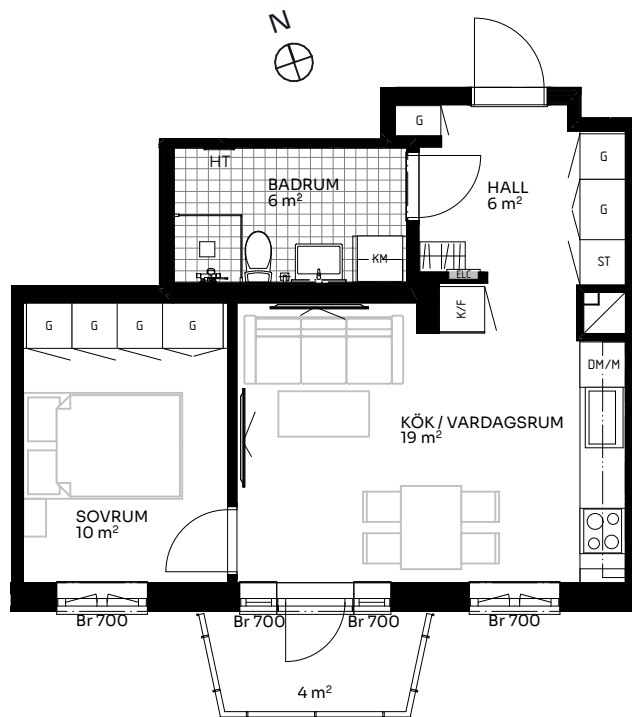 N
G
HT
BADRUM
6 m²
HALL
6 m²
G
G
KM
ELC
ST
G
G
G
G
K/F
DM/M
KÖK / VARDAGSRUM
19 m²
SOVRUM
10 m²
Br 700
Br 700
Br 700
Br 700
4 m²